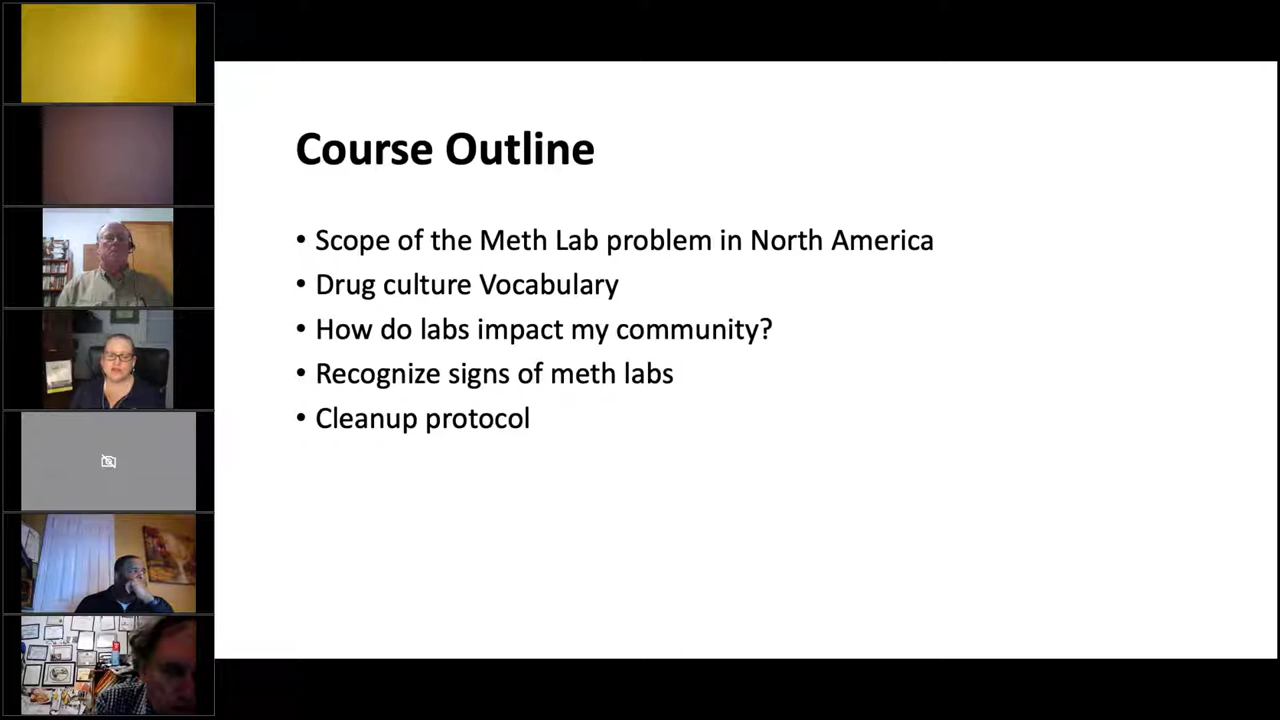 Course Outline
• Scope of the Meth Lab problem in North America
• Drug culture Vocabulary
• How do labs impact my community?
• Recognize signs of meth labs
• Cleanup protocol